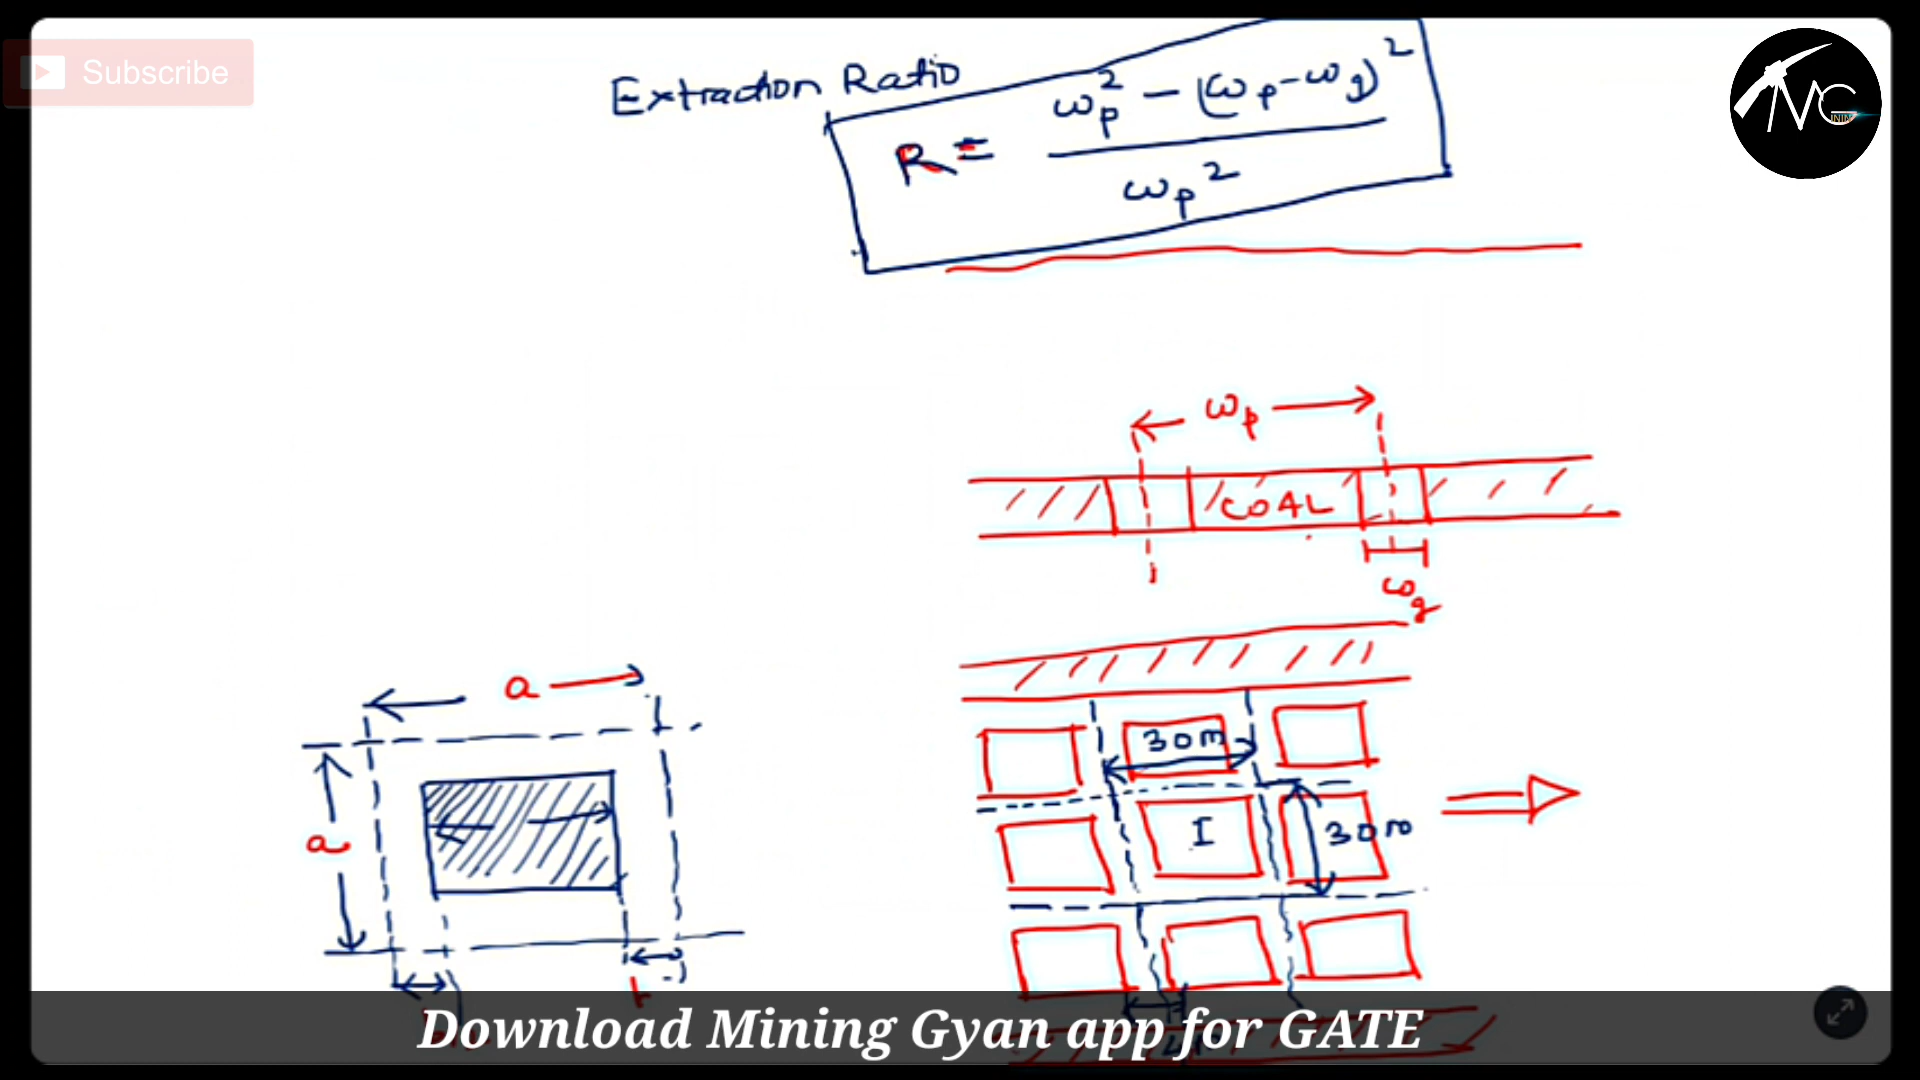 Subscribe
Extraction Ratio
R = ωp² - (ωp - ωg)² / ωp²
MG
ωp
COAL
ωg
a
a
30m
I
30m
Download Mining Gyan app for GATE